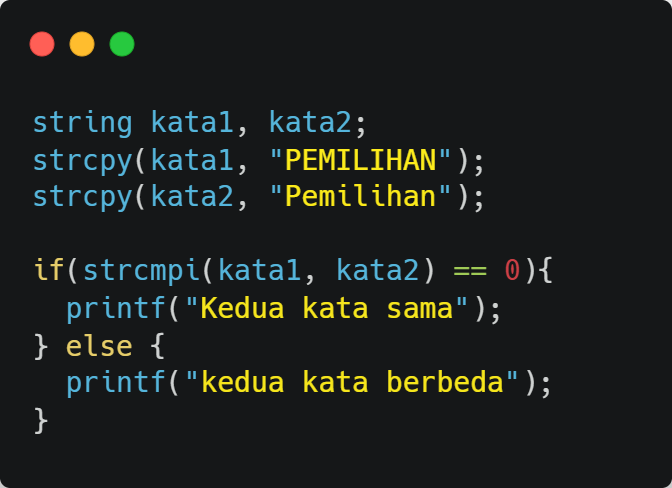 string kata1, kata2;
strcpy(kata1, "PEMILIHAN");
strcpy(kata2, "Pemilihan");

if(strcmpi(kata1, kata2) == 0){
  printf("Kedua kata sama");
} else {
  printf("kedua kata berbeda");
}